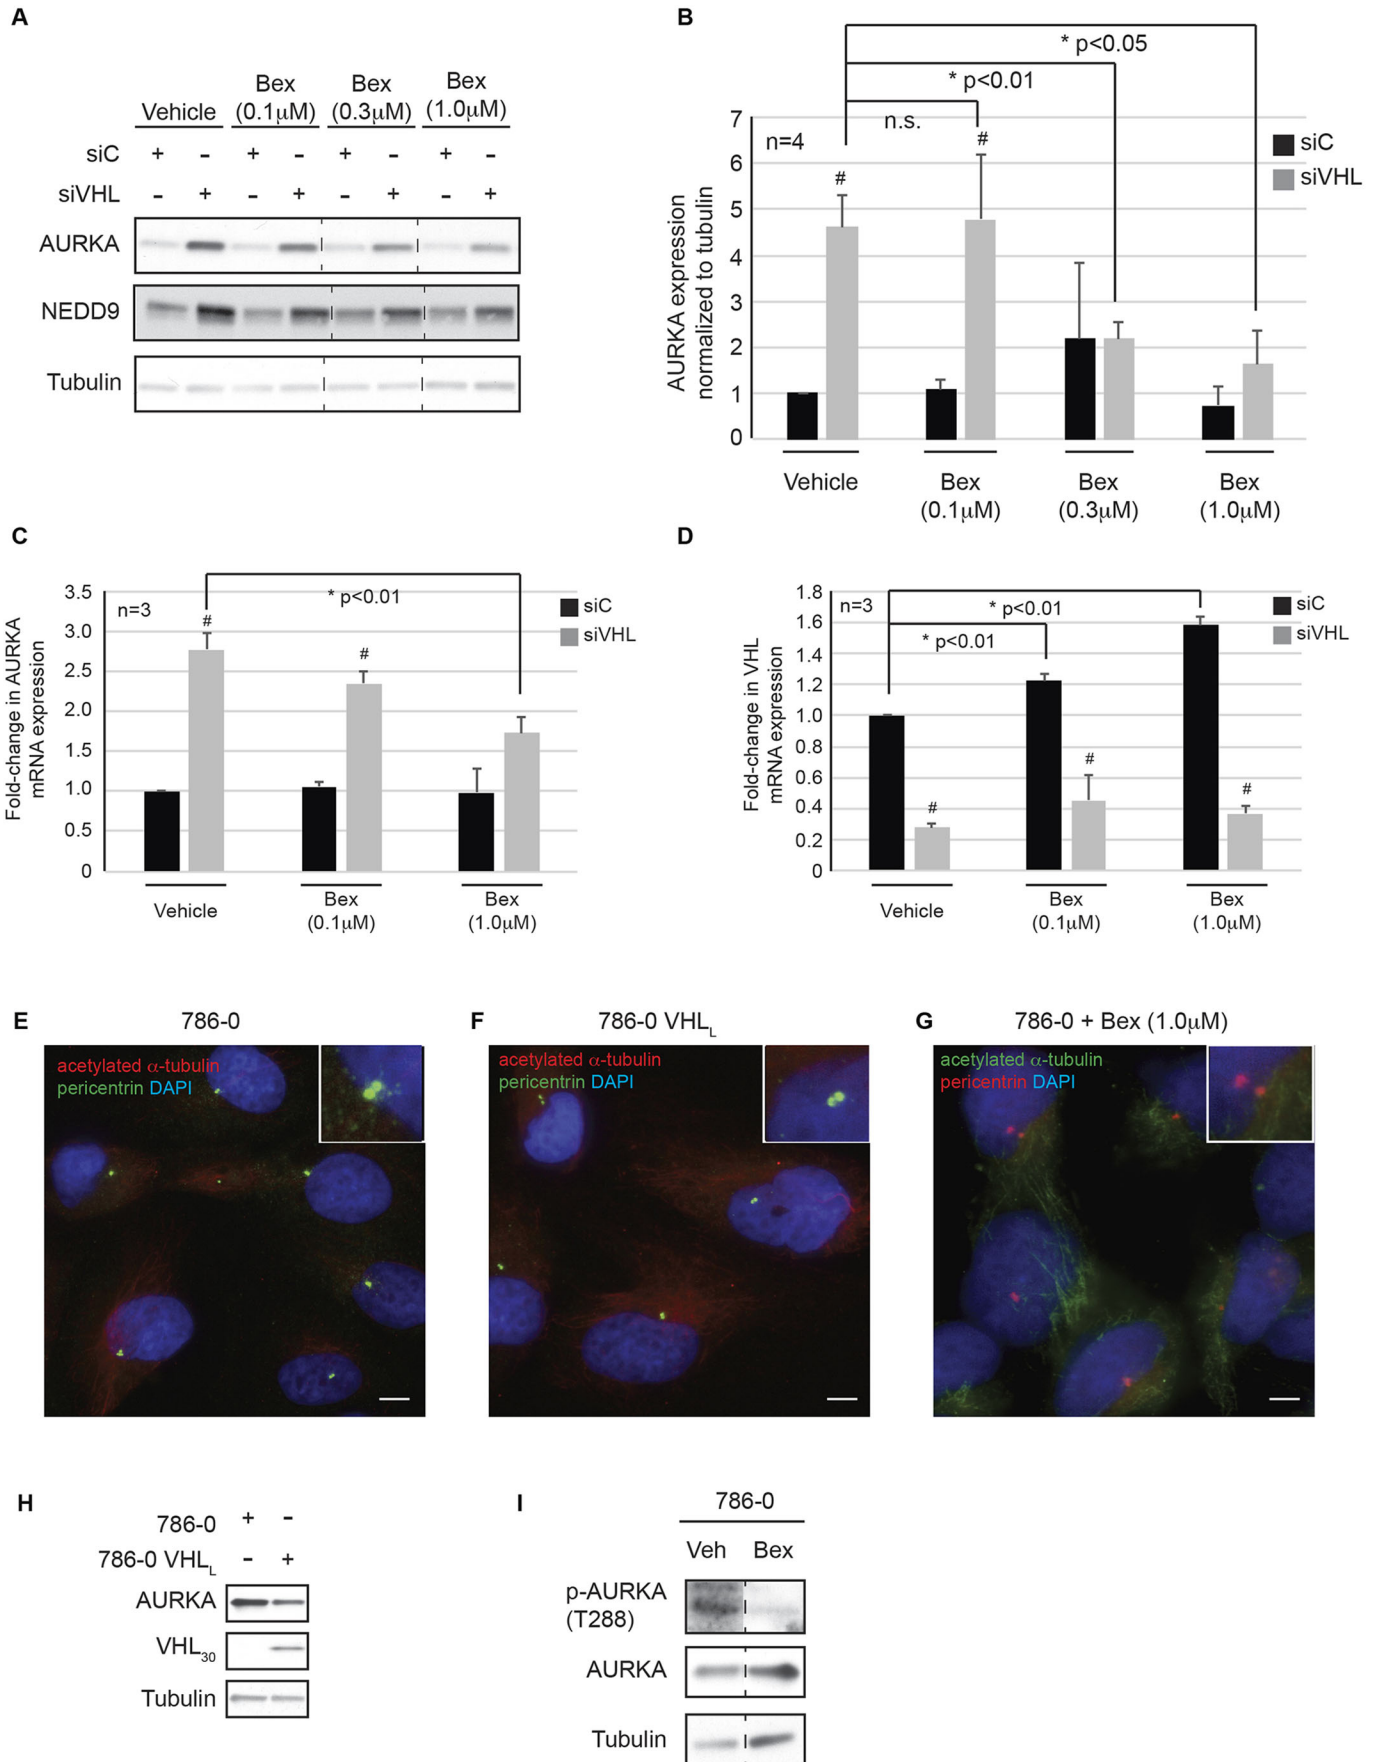 A
Vehicle
Bex
(0.1μM)
Bex
(0.3μM)
Bex
(1.0μM)
siC + - + - + - + -
siVHL - + - + - + - +
AURKA
NEDD9
Tubulin
B
* p<0.05
* p<0.01
n.s.
n=4
# #
siC
siVHL
AURKA expression
normalized to tubulin
7
6
5
4
3
2
1
0
Vehicle
Bex
(0.1μM)
Bex
(0.3μM)
Bex
(1.0μM)
C
* p<0.01
n=3
# #
siC
siVHL
Fold-change in AURKA
mRNA expression
3.5
3.0
2.5
2.0
1.5
1.0
0.5
0
Vehicle
Bex
(0.1μM)
Bex
(1.0μM)
D
n=3
* p<0.01
* p<0.01
# # #
siC
siVHL
Fold-change in VHL
mRNA expression
1.8
1.6
1.4
1.2
1.0
0.8
0.6
0.4
0.2
0
Vehicle
Bex
(0.1μM)
Bex
(1.0μM)
E
786-0
acetylated α-tubulin
pericentrin DAPI
F
786-0 VHLL
acetylated α-tubulin
pericentrin DAPI
G
786-0 + Bex (1.0μM)
acetylated α-tubulin
pericentrin DAPI
H
786-0 + -
786-0 VHLL - +
AURKA
VHL30
Tubulin
I
786-0
Veh Bex
p-AURKA
(T288)
AURKA
Tubulin